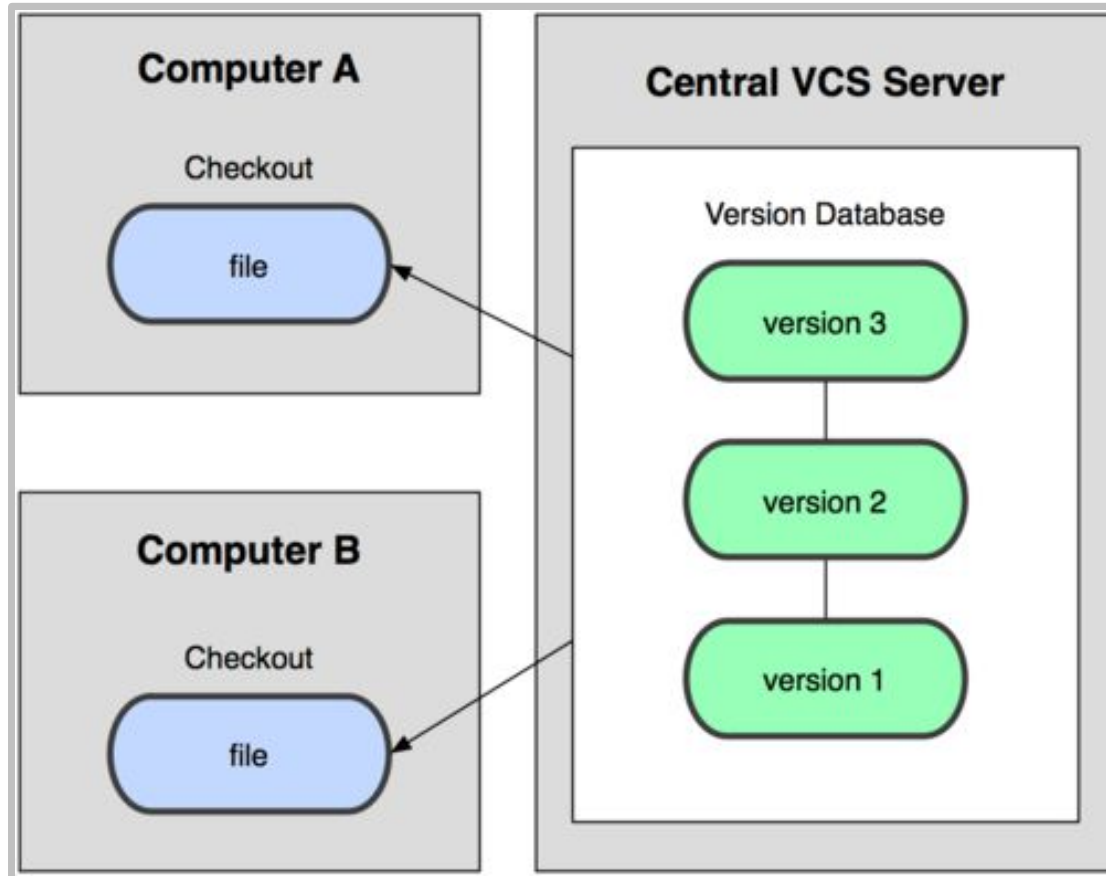 Computer A
Checkout
file
Computer B
Checkout
file
Central VCS Server
Version Database
version 3
version 2
version 1